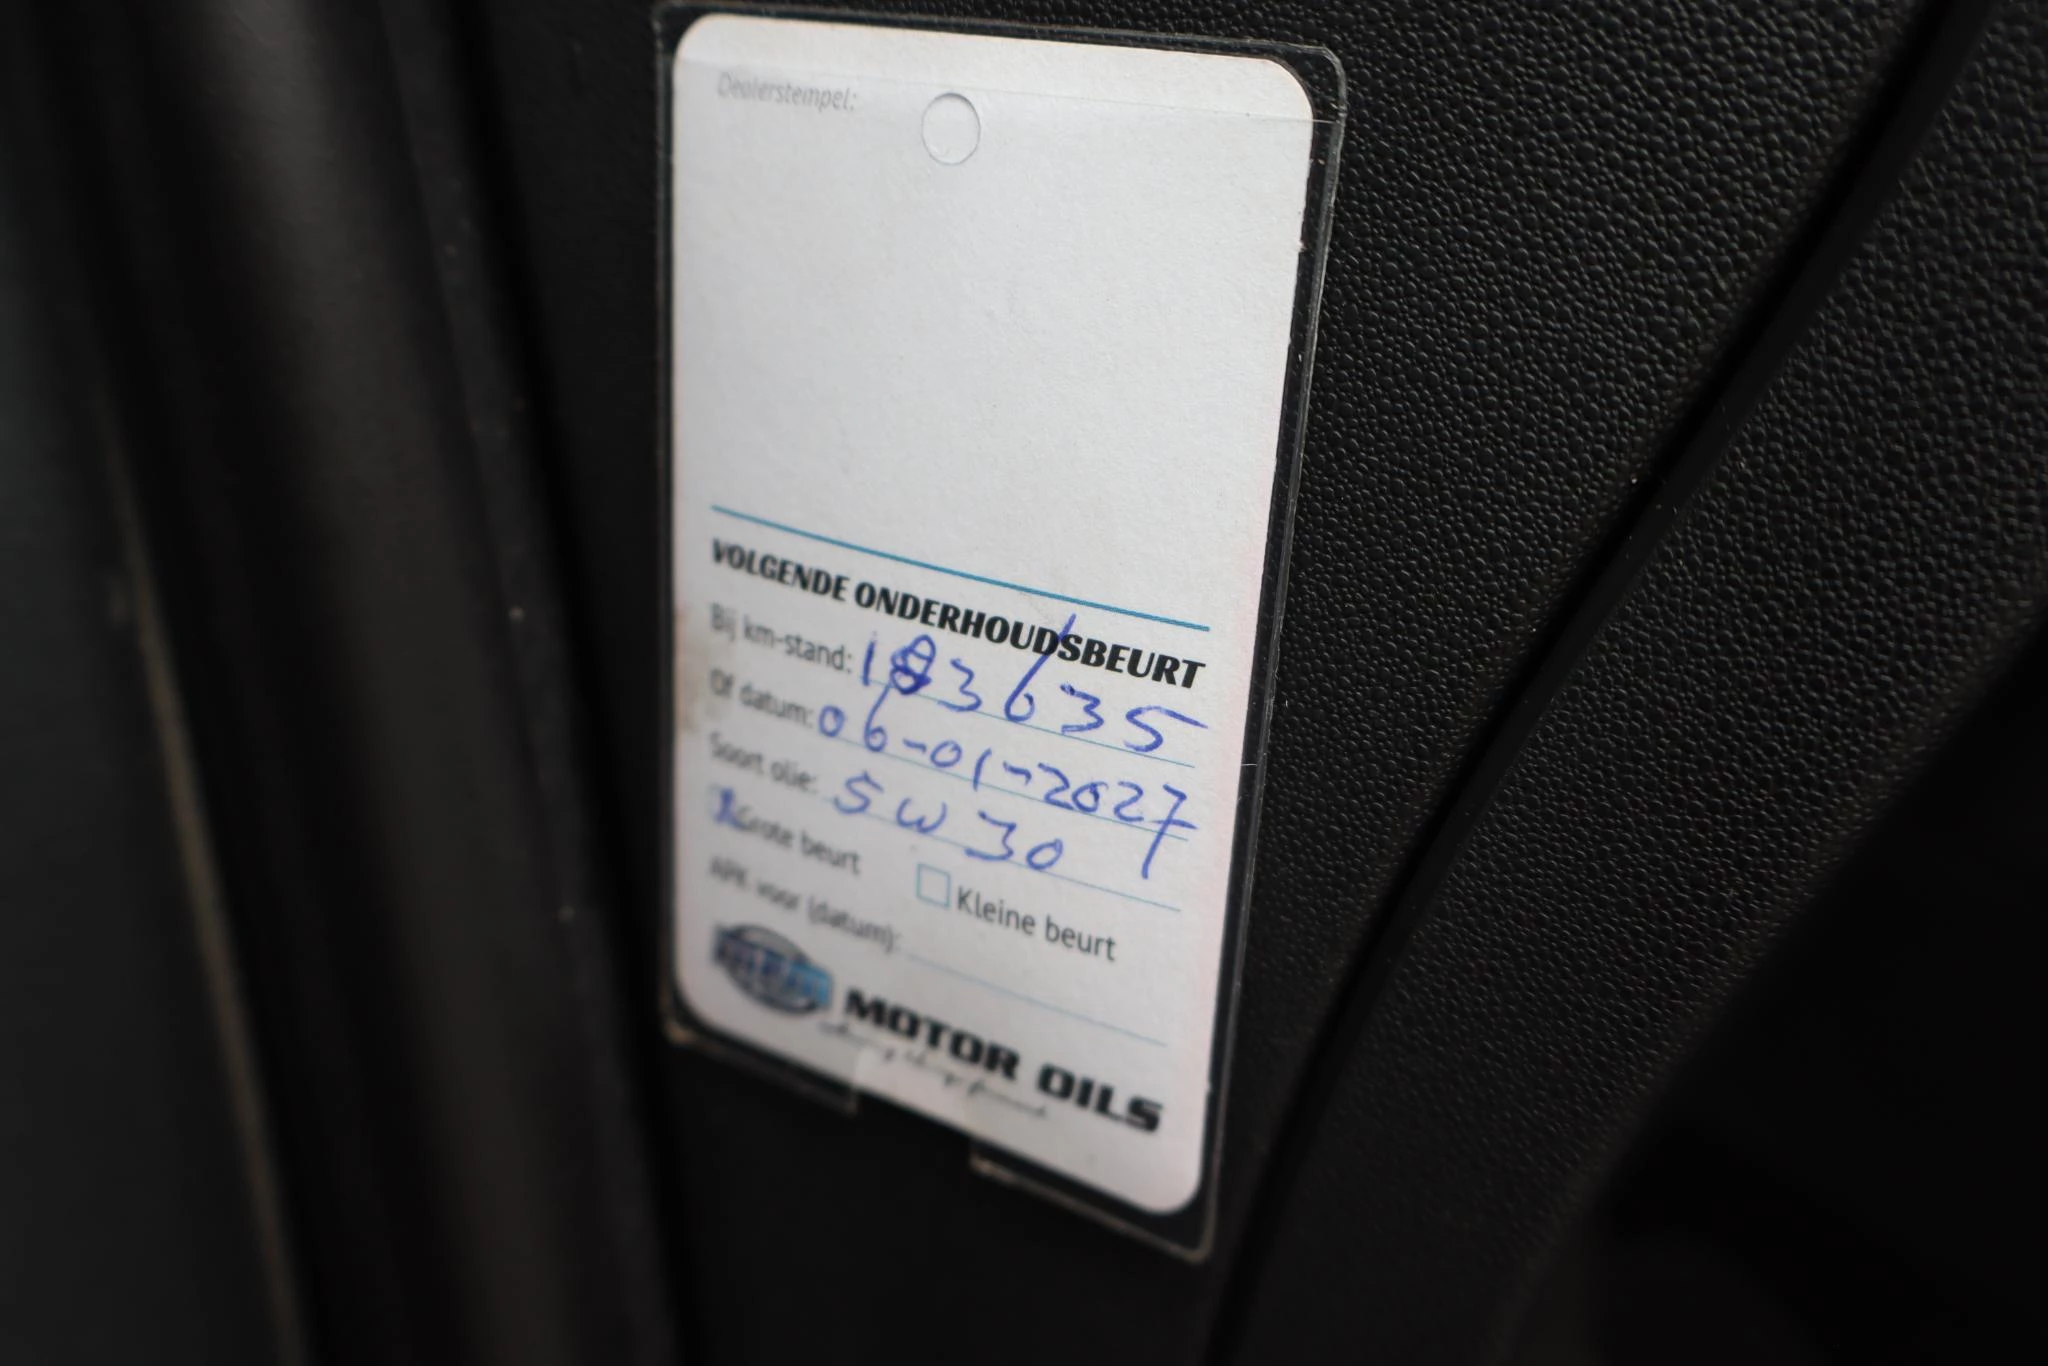 Dealerstempel:
VOLGENDE ONDERHOUDSBEURT
Bij km-stand: 183635
Of datum: 06-01-2027
Soort olie: 5W30
Grote beurt Kleine beurt
APK voor (datum):
MOTOR OILS